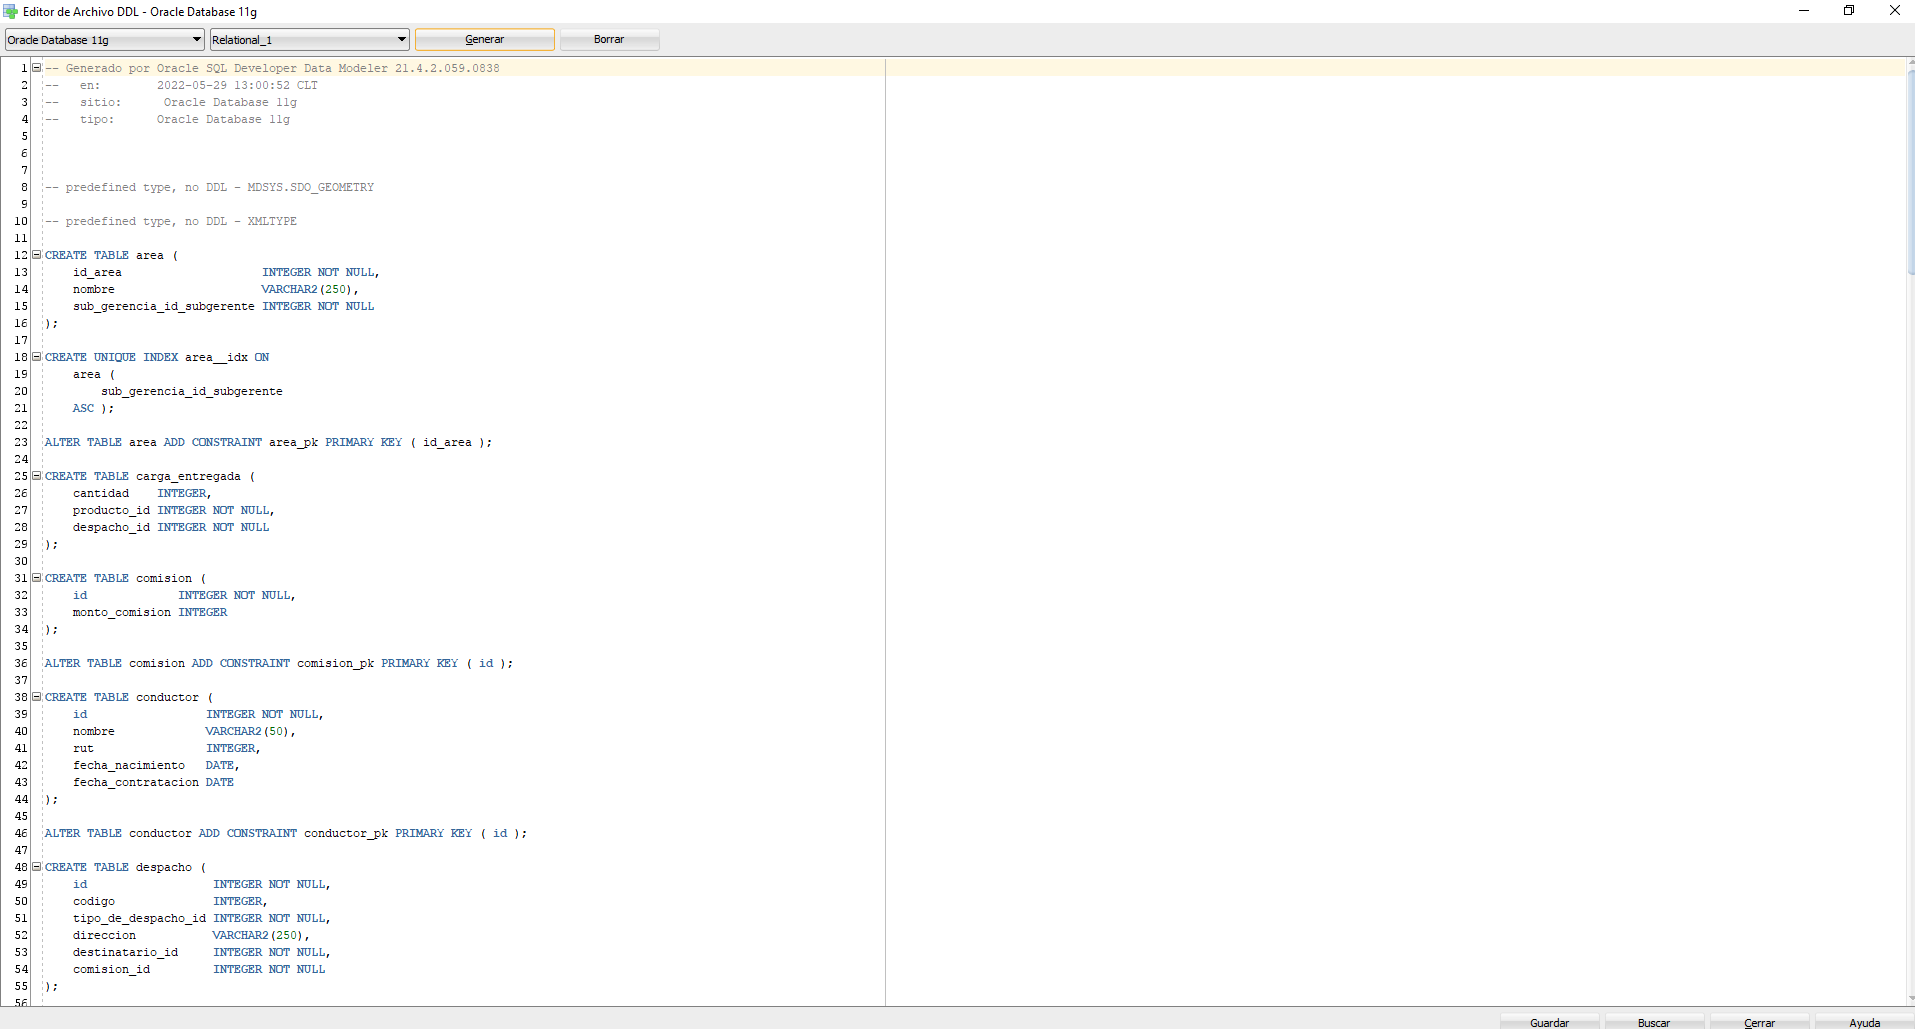 Editor de Archivo DDL - Oracle Database 11g
Oracle Database 11g Relational_1 Generar Borrar
1 -- Generado por Oracle SQL Developer Data Modeler 21.4.2.059.0838
2 --   en:        2022-05-29 13:00:52 CLT
3 --   sitio:      Oracle Database 11g
4 --   tipo:      Oracle Database 11g
5
6
7
8 -- predefined type, no DDL - MDSYS.SDO_GEOMETRY
9
10 -- predefined type, no DDL - XMLTYPE
11
12 CREATE TABLE area (
13     id_area                    INTEGER NOT NULL,
14     nombre                     VARCHAR2(250),
15     sub_gerencia_id_subgerente INTEGER NOT NULL
16 );
17
18 CREATE UNIQUE INDEX area__idx ON
19     area (
20         sub_gerencia_id_subgerente
21     ASC );
22
23 ALTER TABLE area ADD CONSTRAINT area_pk PRIMARY KEY ( id_area );
24
25 CREATE TABLE carga_entregada (
26     cantidad    INTEGER,
27     producto_id INTEGER NOT NULL,
28     despacho_id INTEGER NOT NULL
29 );
30
31 CREATE TABLE comision (
32     id             INTEGER NOT NULL,
33     monto_comision INTEGER
34 );
35
36 ALTER TABLE comision ADD CONSTRAINT comision_pk PRIMARY KEY ( id );
37
38 CREATE TABLE conductor (
39     id                 INTEGER NOT NULL,
40     nombre             VARCHAR2(50),
41     rut                INTEGER,
42     fecha_nacimiento   DATE,
43     fecha_contratacion DATE
44 );
45
46 ALTER TABLE conductor ADD CONSTRAINT conductor_pk PRIMARY KEY ( id );
47
48 CREATE TABLE despacho (
49     id                  INTEGER NOT NULL,
50     codigo              INTEGER,
51     tipo_de_despacho_id INTEGER NOT NULL,
52     direccion           VARCHAR2(250),
53     destinatario_id     INTEGER NOT NULL,
54     comision_id         INTEGER NOT NULL
55 );
56
Guardar Buscar Cerrar Ayuda